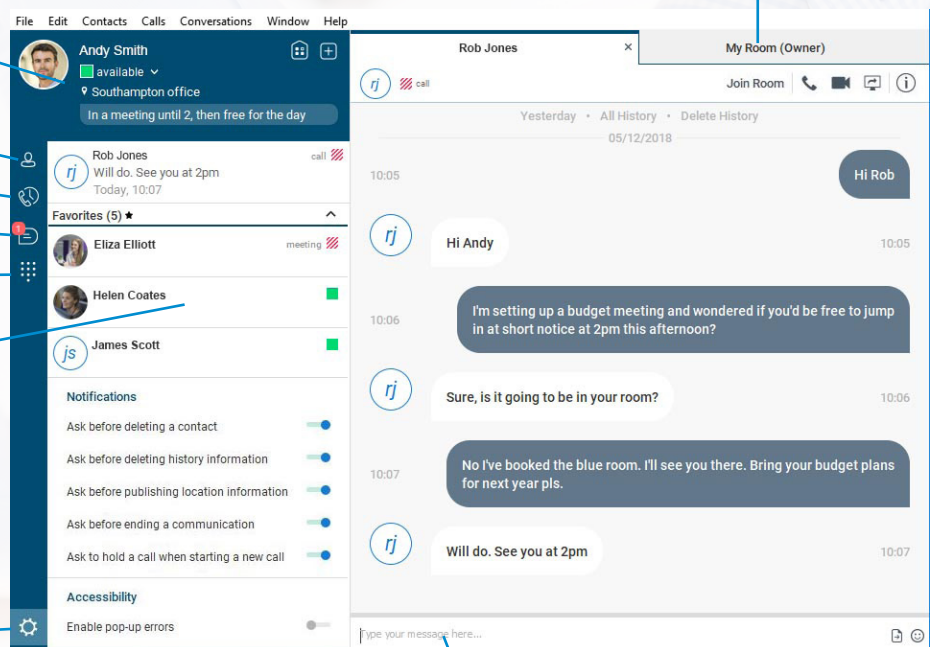 File Edit Contacts Calls Conversations Window Help
Andy Smith
available
Southampton office
In a meeting until 2, then free for the day
rj
Rob Jones
call
Will do. See you at 2pm
Today, 10:07
Favorites (5)
Eliza Elliott
meeting
Helen Coates
js
James Scott
1
Notifications
Ask before deleting a contact
Ask before deleting history information
Ask before publishing location information
Ask before ending a communication
Ask to hold a call when starting a new call
Accessibility
Enable pop-up errors
Rob Jones ×
My Room (Owner)
rj
call
Join Room
Yesterday • All History • Delete History
05/12/2018
10:05
Hi Rob
rj
Hi Andy
10:05
10:06
I'm setting up a budget meeting and wondered if you'd be free to jump
in at short notice at 2pm this afternoon?
rj
Sure, is it going to be in your room?
10:06
10:07
No I've booked the blue room. I'll see you there. Bring your budget plans
for next year pls.
rj
Will do. See you at 2pm
10:07
Type your message here...